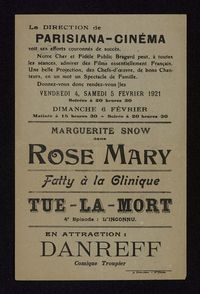 La DIRECTION de
PARISIANA-CINÉMA
voit ses efforts couronnés de succès.
Notre Cher et Fidèle Public Briéard peut, à toutes
les séances, admirer des Films essentiellement Français.
Une belle Projection, des Chefs-d'œuvre, de bons Chan-
teurs, en un mot un Spectacle de Famille.
Donnez-vous donc rendez-vous les
VENDREDI 4, SAMEDI 5 FÉVRIER 1921
Soirées à 20 heures 30
DIMANCHE 6 FÉVRIER
Matinée à 15 heures 30 - Soirée à 20 heures 30
MARGUERITE SNOW
dans
ROSE MARY
Fatty à la Clinique
TUE-LA-MORT
4e Episode : L'INCONNU.
EN ATTRACTION :
DANREFF
Comique Troupier